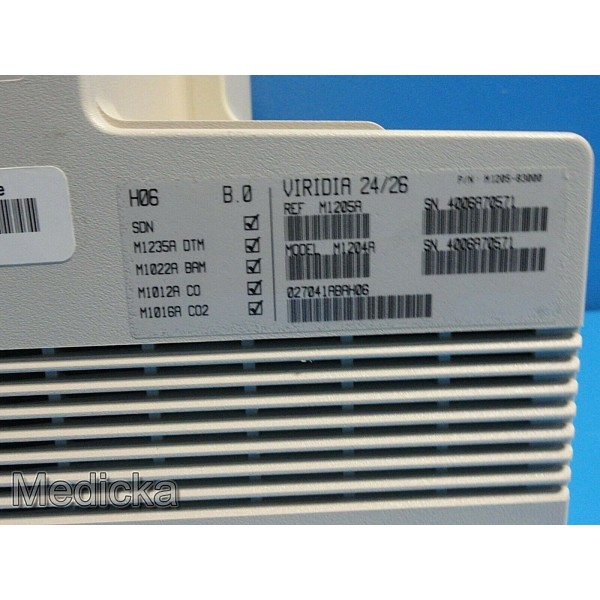 e
H06 B.0
SDN
M1235A DTM
M1022A BAM
M1012A CO
M1016A CO2
VIRIDIA 24/26 P/N M1205-83000
REF M1205A SN 4006A70571
MODEL M1204A SN 4006A70571
027041ABAH06
Medicka